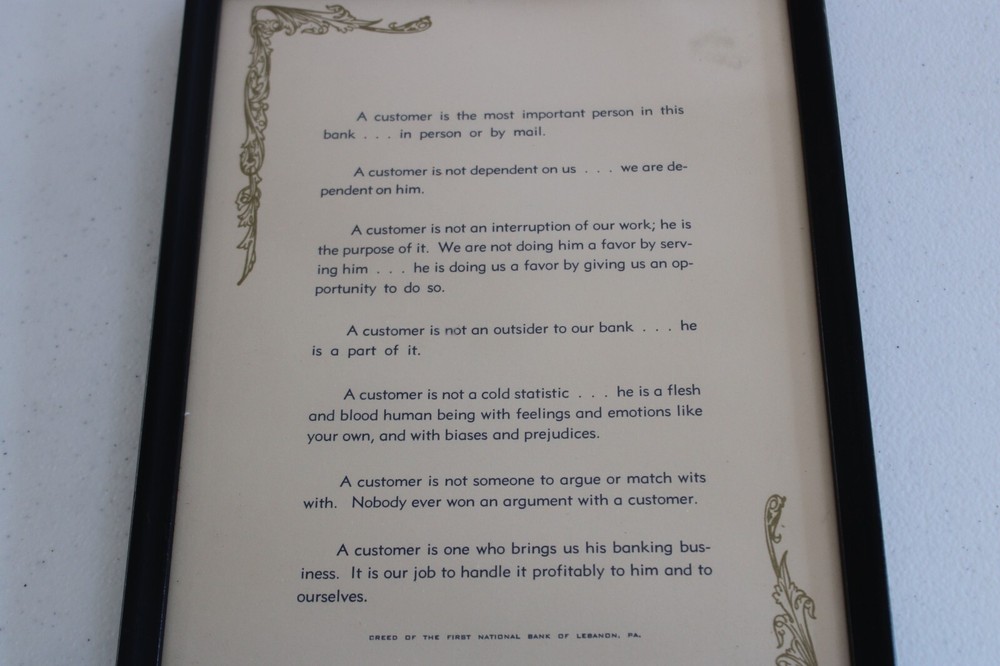 A customer is the most important person in this
bank . . . in person or by mail.
A customer is not dependent on us . . . we are de-
pendent on him.
A customer is not an interruption of our work; he is
the purpose of it. We are not doing him a favor by serv-
ing him . . . he is doing us a favor by giving us an op-
portunity to do so.
A customer is not an outsider to our bank . . . he
is a part of it.
A customer is not a cold statistic . . . he is a flesh
and blood human being with feelings and emotions like
your own, and with biases and prejudices.
A customer is not someone to argue or match wits
with. Nobody ever won an argument with a customer.
A customer is one who brings us his banking bus-
iness. It is our job to handle it profitably to him and to
ourselves.
CREED OF THE FIRST NATIONAL BANK OF LEBANON, PA.